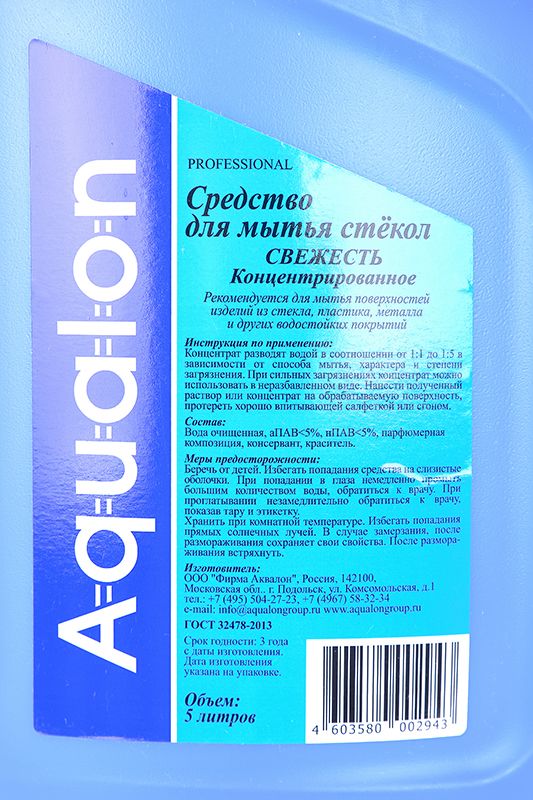 Aqualon
PROFESSIONAL
Средство
для мытья стёкол
СВЕЖЕСТЬ
Концентрированное
Рекомендуется для мытья поверхностей
изделий из стекла, пластика, металла
и других водостойких покрытий
Инструкция по применению:
Концентрат разводят водой в соотношении от 1:1 до 1:5 в
зависимости от способа мытья, характера и степени
загрязнения. При сильных загрязнениях концентрат можно
использовать в неразбавленном виде. Нанести полученный
раствор или концентрат на обрабатываемую поверхность,
протереть хорошо впитывающей салфеткой или сгоном.
Состав:
Вода очищенная, аПАВ<5%, нПАВ<5%, парфюмерная
композиция, консервант, краситель.
Меры предосторожности:
Беречь от детей. Избегать попадания средства на слизистые
оболочки. При попадании в глаза немедленно промыть
большим количеством воды, обратиться к врачу. При
проглатывании незамедлительно обратиться к врачу,
показав тару и этикетку.
Хранить при комнатной температуре. Избегать попадания
прямых солнечных лучей. В случае замерзания, после
размораживания сохраняет свои свойства. После размора-
живания встряхнуть.
Изготовитель:
ООО "Фирма Аквалон", Россия, 142100,
Московская обл.. г. Подольск, ул. Комсомольская, д.1
тел.: +7 (495) 504-27-23, +7 (4967) 58-32-34
e-mail: info@aqualongroup.ru www.aqualongroup.ru
ГОСТ 32478-2013
Срок годности: 3 года
с даты изготовления.
Дата изготовления
указана на упаковке.
Объем:
5 литров
4 603580 002943